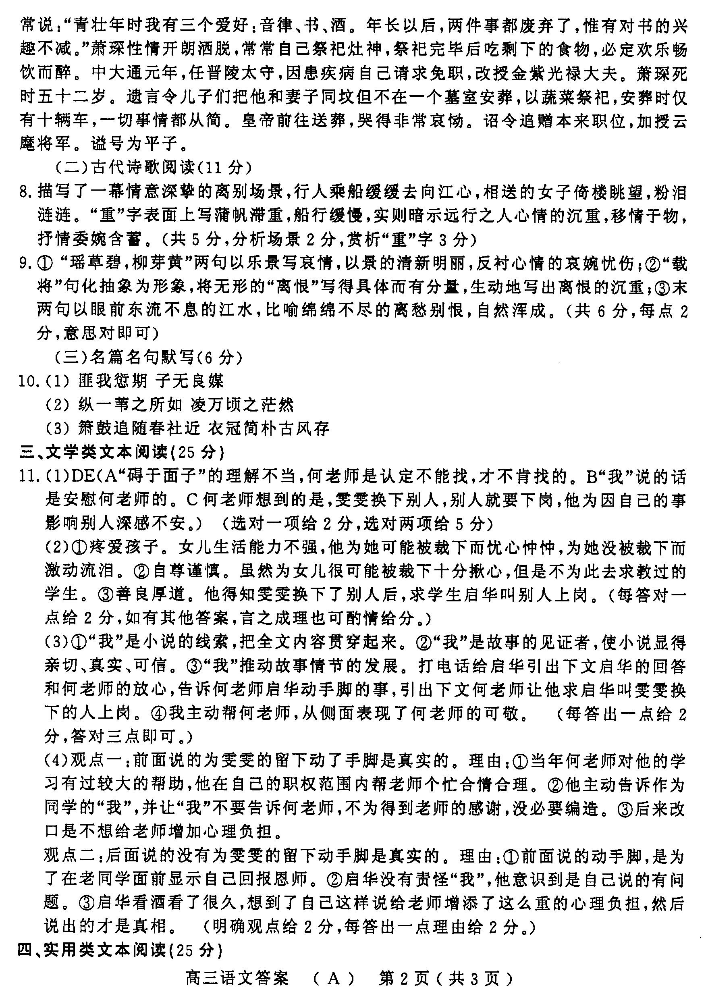 常说:“青壮年时我有三个爱好:音律、书、酒。年长以后,两件事都废弃了,惟有对书的兴
趣不减。”萧琛性情开朗洒脱,常常自己祭祀灶神,祭祀完毕后吃剩下的食物,必定欢乐畅
饮而醉。中大通元年,任晋陵太守,因患疾病自己请求免职,改授金紫光禄大夫。萧琛死
时五十二岁。遗言令儿子们把他和妻子同坟但不在一个墓室安葬,以蔬菜祭祀,安葬时仅
有十辆车,一切事情都从简。皇帝前往送葬,哭得非常哀恸。诏令追赠本来职位,加授云
麾将军。谥号为平子。
(二)古代诗歌阅读(11 分)
8. 描写了一幕情意深挚的离别场景,行人乘船缓缓去向江心,相送的女子倚楼眺望,粉泪
涟涟。“重”字表面上写蒲帆滞重,船行缓慢,实则暗示远行之人心情的沉重,移情于物,
抒情委婉含蓄。(共 5 分,分析场景 2 分,赏析“重”字 3 分)
9. ① “瑶草碧,柳芽黄”两句以乐景写哀情,以景的清新明丽,反衬心情的哀婉忧伤;②“载
将”句化抽象为形象,将无形的“离恨”写得具体而有分量,生动地写出离恨的沉重;③末
两句以眼前东流不息的江水,比喻绵绵不尽的离愁别恨,自然浑成。(共 6 分,每点 2
分,意思对即可)
(三)名篇名句默写(6 分)
10. (1) 匪我愆期 子无良媒
(2) 纵一苇之所如 凌万顷之茫然
(3) 箫鼓追随春社近 衣冠简朴古风存
三、文学类文本阅读(25 分)
11. (1)DE(A“碍于面子”的理解不当,何老师是认定不能找,才不肯找的。B“我”说的话
是安慰何老师的。C 何老师想到的是,雯雯换下别人,别人就要下岗,他为因自己的事
影响别人深感不安。) (选对一项给 2 分,选对两项给 5 分)
(2)①疼爱孩子。女儿生活能力不强,他为她可能被裁下而忧心忡忡,为她没被裁下而
激动流泪。②自尊谨慎。虽然为女儿很可能被裁下十分揪心,但是不为此去求教过的
学生。③善良厚道。他得知雯雯换下了别人后,求学生启华叫别人上岗。(每答对一
点给 2 分,如有其他答案,言之成理也可酌情给分。)
(3)①“我”是小说的线索,把全文内容贯穿起来。②“我”是故事的见证者,使小说显得
亲切、真实、可信。③“我”推动故事情节的发展。打电话给启华引出下文启华的回答
和何老师的放心,告诉何老师启华动手脚的事,引出下文何老师让他求启华叫雯雯换
下的人上岗。④我主动帮何老师,从侧面表现了何老师的可敬。 (每答出一点给 2
分,答对三点即可。)
(4)观点一:前面说的为雯雯的留下动了手脚是真实的。理由:①当年何老师对他的学
习有过较大的帮助,他在自己的职权范围内帮老师个忙合情合理。②他主动告诉作为
同学的“我”,并让“我”不要告诉何老师,不为得到老师的感谢,没必要编造。③后来改
口是不想给老师增加心理负担。
观点二:后面说的没有为雯雯的留下动手脚是真实的。理由:①前面说的动手脚,是为
了在老同学面前显示自己回报恩师。②启华没有责怪“我”,他意识到是自己说的有问
题。③启华看酒看了很久,想到了自己这样说给老师增添了这么重的心理负担,然后
说出的才是真相。 (明确观点给 2 分,每答出一点理由给 2 分。)
四、实用类文本阅读(25 分)
高三语文答案 ( A ) 第 2 页 ( 共 3 页 )